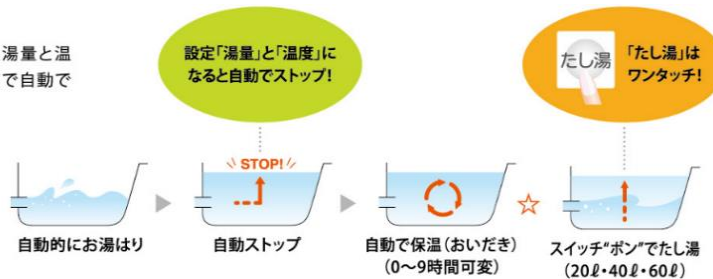 湯量と温
で自動で
設定「湯量」と「温度」に
なると自動でストップ!
たし湯
「たし湯」は
ワンタッチ!
STOP!
自動的にお湯はり
自動ストップ
自動で保温(おいだき)
(0〜9時間可変)
スイッチ“ポン”でたし湯
(20ℓ・40ℓ・60ℓ)